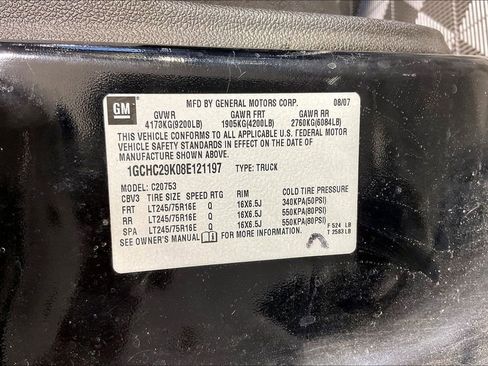 GM
MFD BY GENERAL MOTORS CORP. 08/07
GVWR GAWR FRT GAWR RR
4173KG(9200LB) 1905KG(4200LB) 2760KG(6084LB)
THIS VEHICLE CONFORMS TO ALL APPLICABLE U.S. FEDERAL MOTOR
VEHICLE SAFETY STANDARDS IN EFFECT ON THE DATE OF
MANUFACTURE SHOWN ABOVE.
1GCHC29K08E121197 TYPE: TRUCK
MODEL: C20753
CBV3 TIRE SIZE SPEED RTG RIM COLD TIRE PRESSURE
FRT LT245/75R16E Q 16X6.5J 340KPA(50PSI)
RR LT245/75R16E Q 16X6.5J 550KPA(80PSI)
SPA LT245/75R16E Q 16X6.5J 550KPA(80PSI)
SEE OWNER'S MANUAL FOR MORE INFORMATION. F 524 LB
T 2583 LB